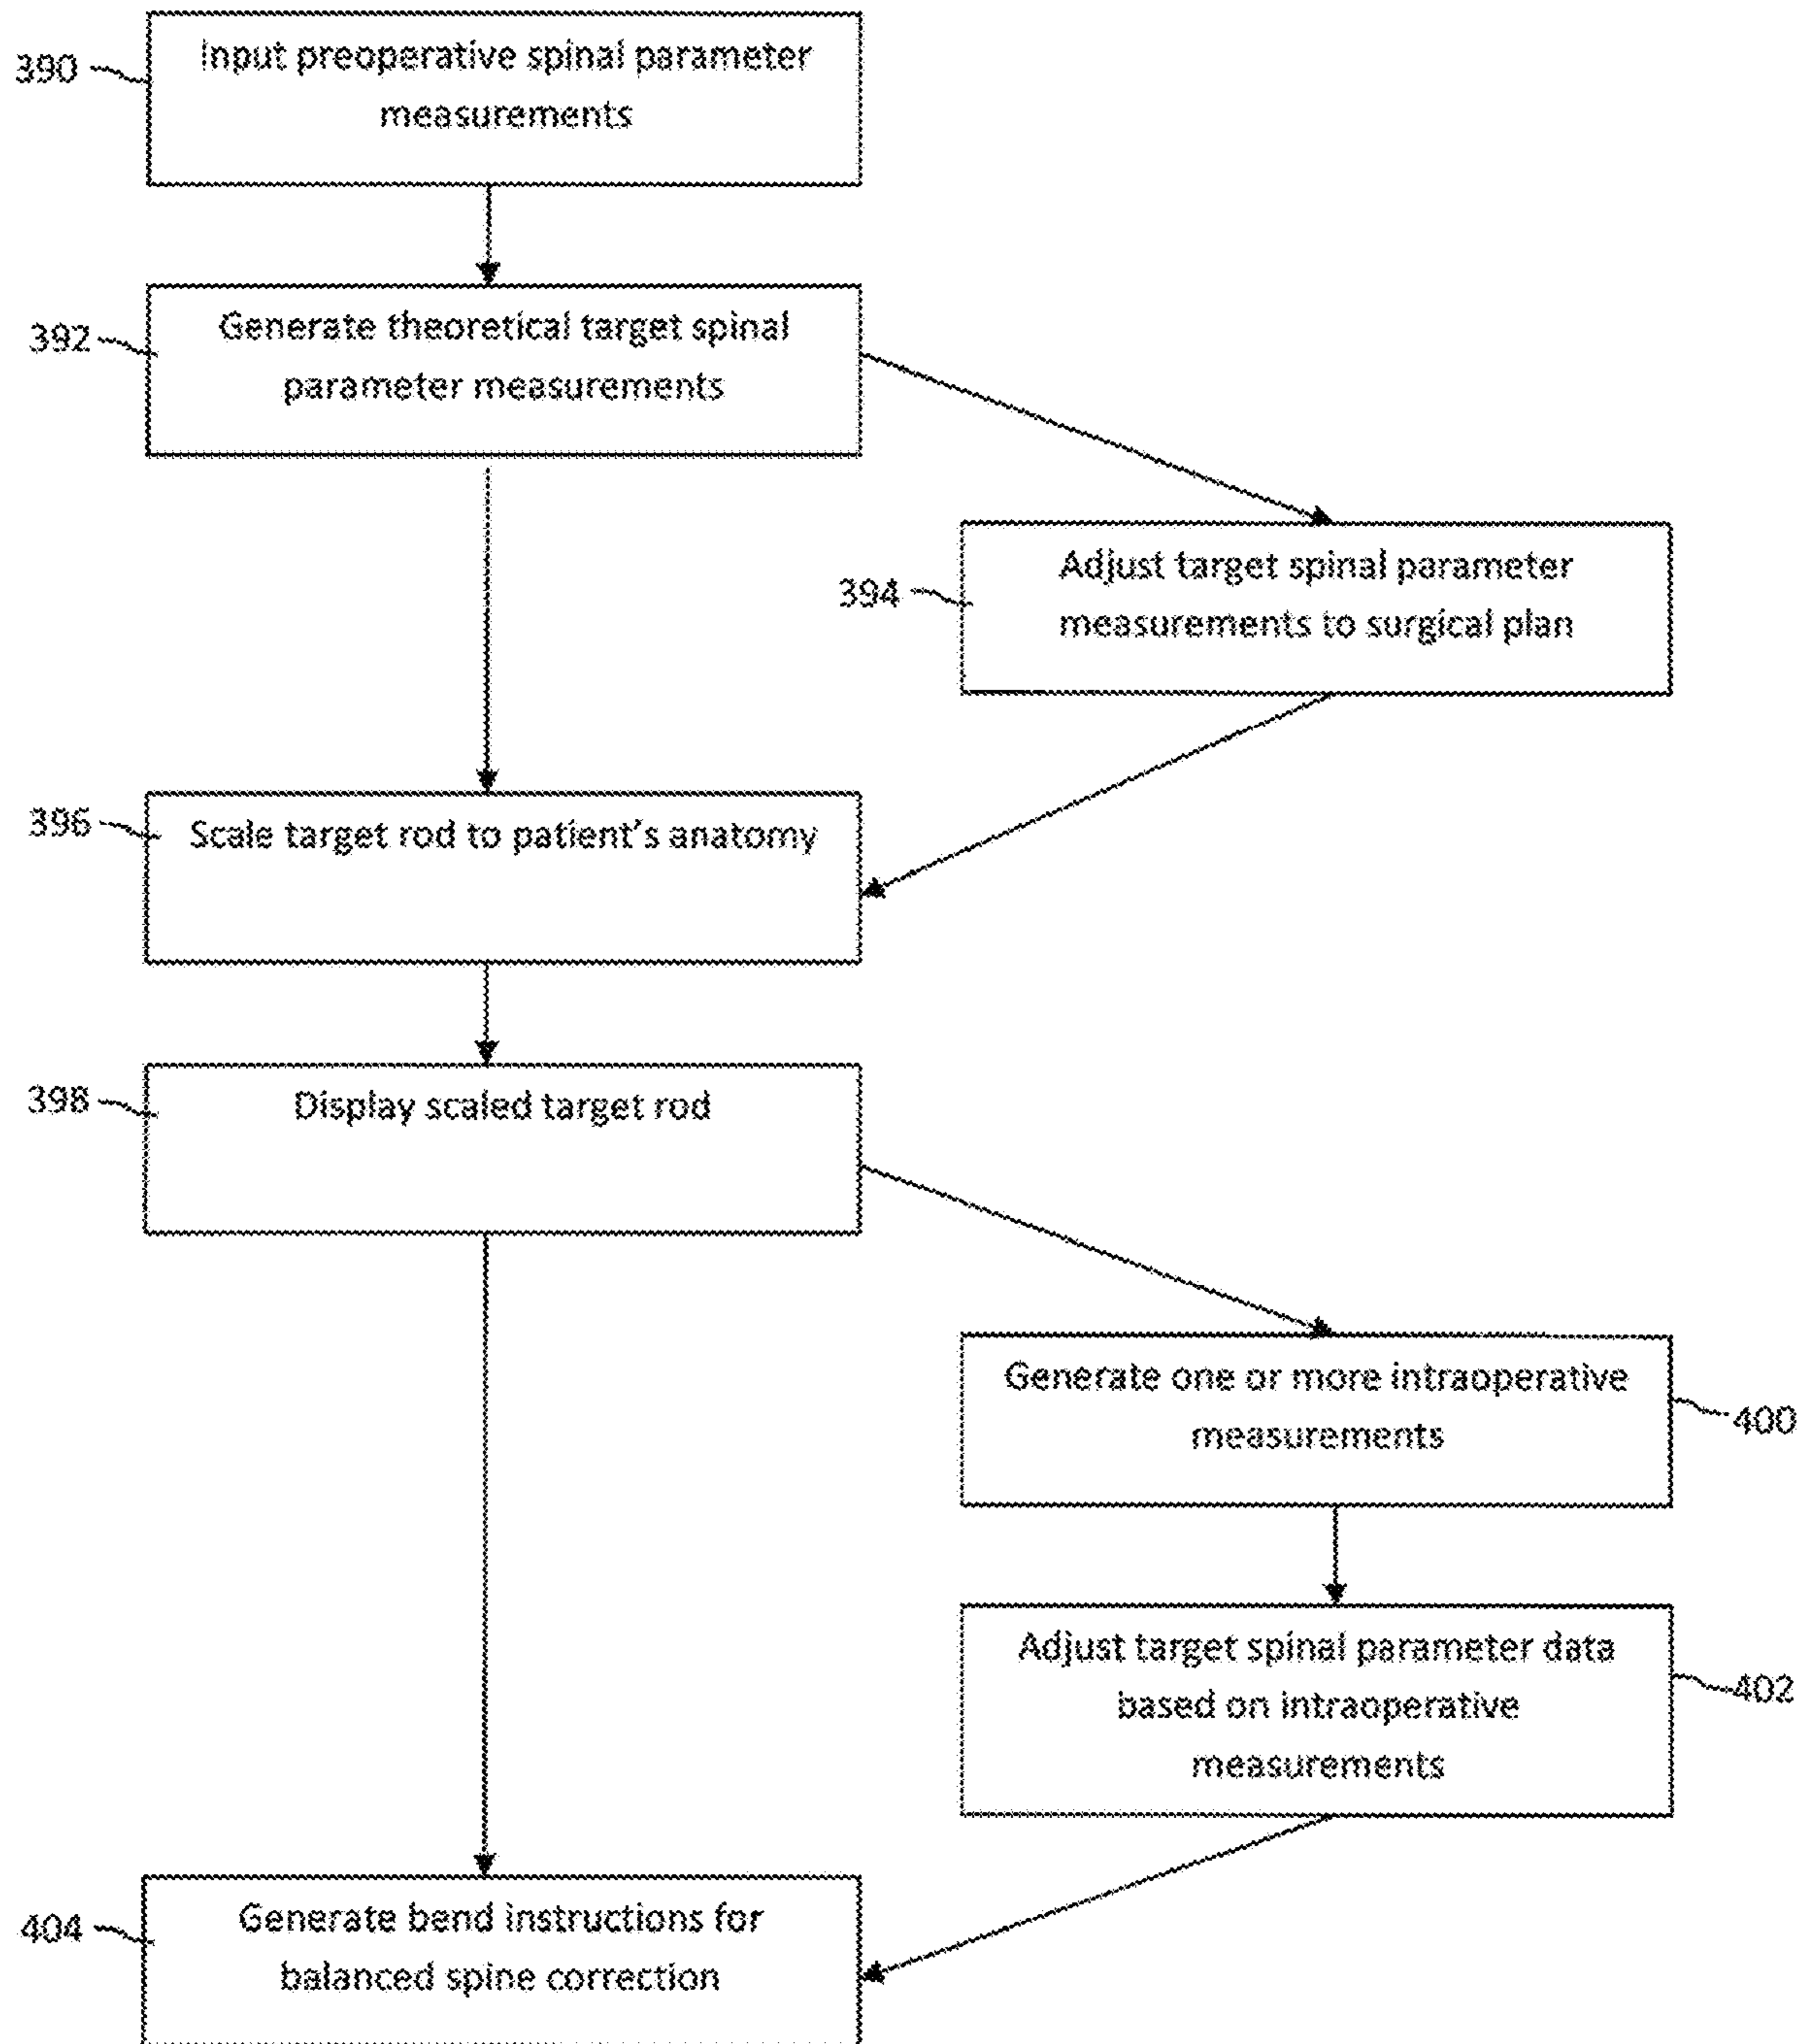 390
Input preoperative spinal parameter
measurements
392
Generate theoretical target spinal
parameter measurements
394
Adjust target spinal parameter
measurements to surgical plan
396
Scale target rod to patient's anatomy
398
Display scaled target rod
Generate one or more intraoperative
measurements
400
Adjust target spinal parameter data
based on intraoperative
measurements
402
404
Generate bend instructions for
balanced spine correction